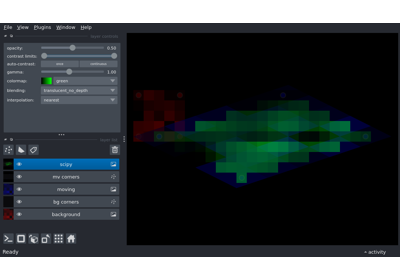 File View Plugins Window Help
opacity: 0.50
contrast limits:
auto-contrast: once continuous
gamma: 1.00
colormap: green
blending: translucent_no_depth
interpolation: nearest
scipy
mv corners
moving
bg corners
background
Ready
activity